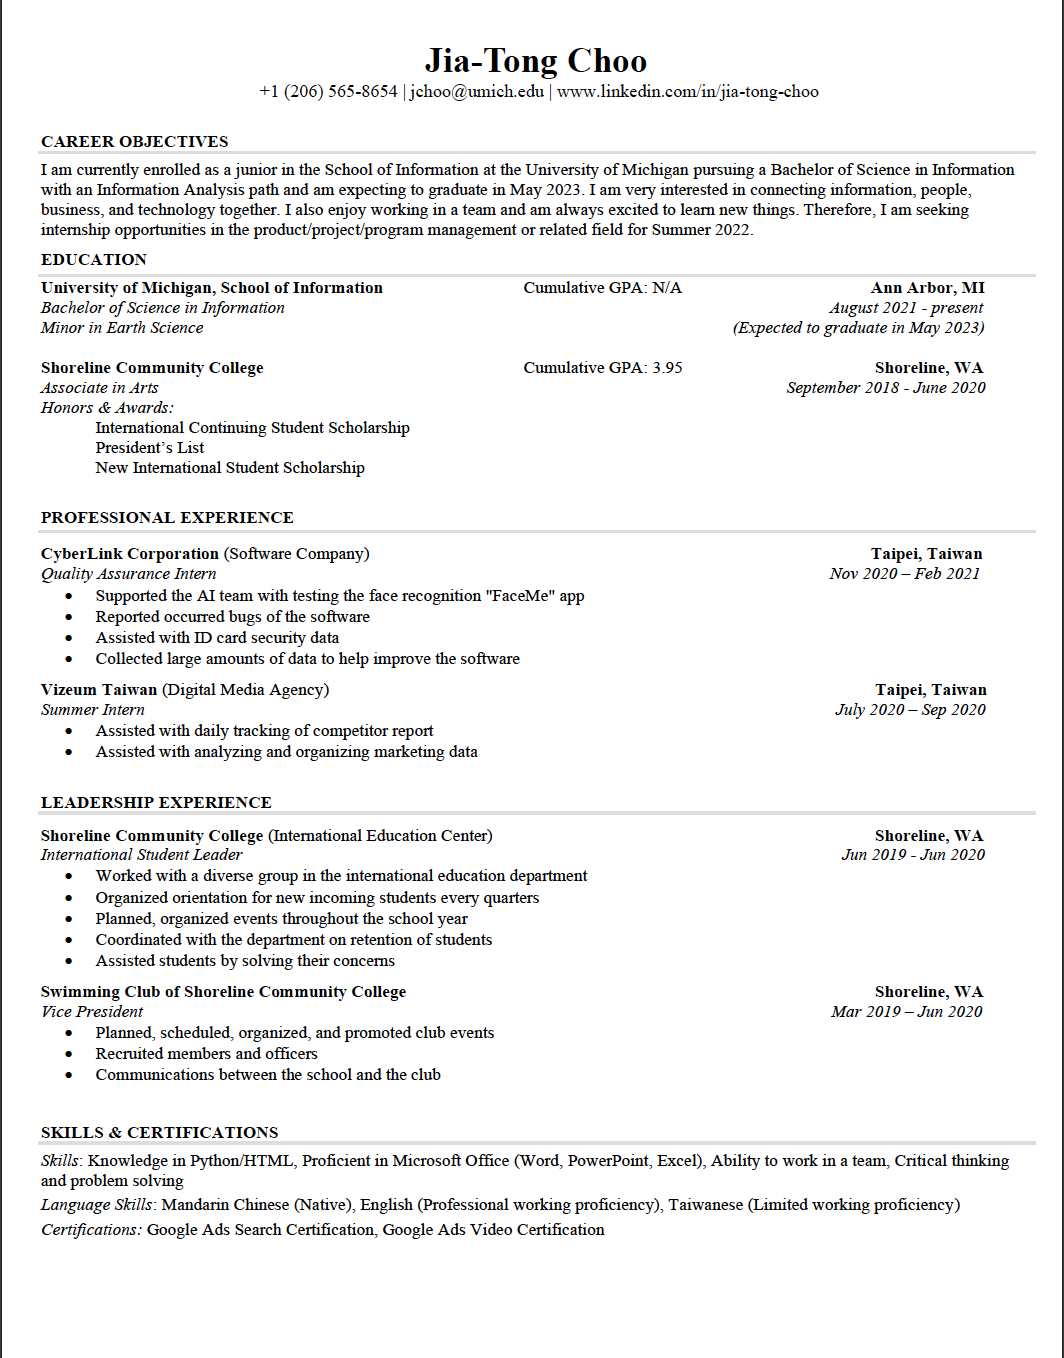 Jia-Tong Choo
+1 (206) 565-8654 | jchoo@umich.edu | www.linkedin.com/in/jia-tong-choo
CAREER OBJECTIVES
I am currently enrolled as a junior in the School of Information at the University of Michigan pursuing a Bachelor of Science in Information
with an Information Analysis path and am expecting to graduate in May 2023. I am very interested in connecting information, people,
business, and technology together. I also enjoy working in a team and am always excited to learn new things. Therefore, I am seeking
internship opportunities in the product/project/program management or related field for Summer 2022.
EDUCATION
University of Michigan, School of Information Cumulative GPA: N/A Ann Arbor, MI
Bachelor of Science in Information August 2021 - present
Minor in Earth Science (Expected to graduate in May 2023)
Shoreline Community College Cumulative GPA: 3.95 Shoreline, WA
Associate in Arts September 2018 - June 2020
Honors & Awards:
International Continuing Student Scholarship
President’s List
New International Student Scholarship
PROFESSIONAL EXPERIENCE
CyberLink Corporation (Software Company) Taipei, Taiwan
Quality Assurance Intern Nov 2020 – Feb 2021
• Supported the AI team with testing the face recognition "FaceMe" app
• Reported occurred bugs of the software
• Assisted with ID card security data
• Collected large amounts of data to help improve the software
Vizeum Taiwan (Digital Media Agency) Taipei, Taiwan
Summer Intern July 2020 – Sep 2020
• Assisted with daily tracking of competitor report
• Assisted with analyzing and organizing marketing data
LEADERSHIP EXPERIENCE
Shoreline Community College (International Education Center) Shoreline, WA
International Student Leader Jun 2019 - Jun 2020
• Worked with a diverse group in the international education department
• Organized orientation for new incoming students every quarters
• Planned, organized events throughout the school year
• Coordinated with the department on retention of students
• Assisted students by solving their concerns
Swimming Club of Shoreline Community College Shoreline, WA
Vice President Mar 2019 – Jun 2020
• Planned, scheduled, organized, and promoted club events
• Recruited members and officers
• Communications between the school and the club
SKILLS & CERTIFICATIONS
Skills: Knowledge in Python/HTML, Proficient in Microsoft Office (Word, PowerPoint, Excel), Ability to work in a team, Critical thinking
and problem solving
Language Skills: Mandarin Chinese (Native), English (Professional working proficiency), Taiwanese (Limited working proficiency)
Certifications: Google Ads Search Certification, Google Ads Video Certification